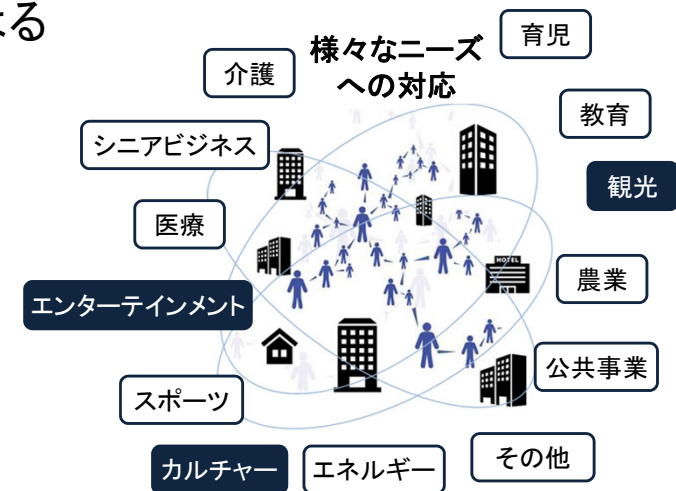 はる
様々なニーズ
への対応
育児
介護
教育
シニアビジネス
観光
医療
HOTEL
農業
エンターテインメント
公共事業
スポーツ
その他
カルチャー
エネルギー